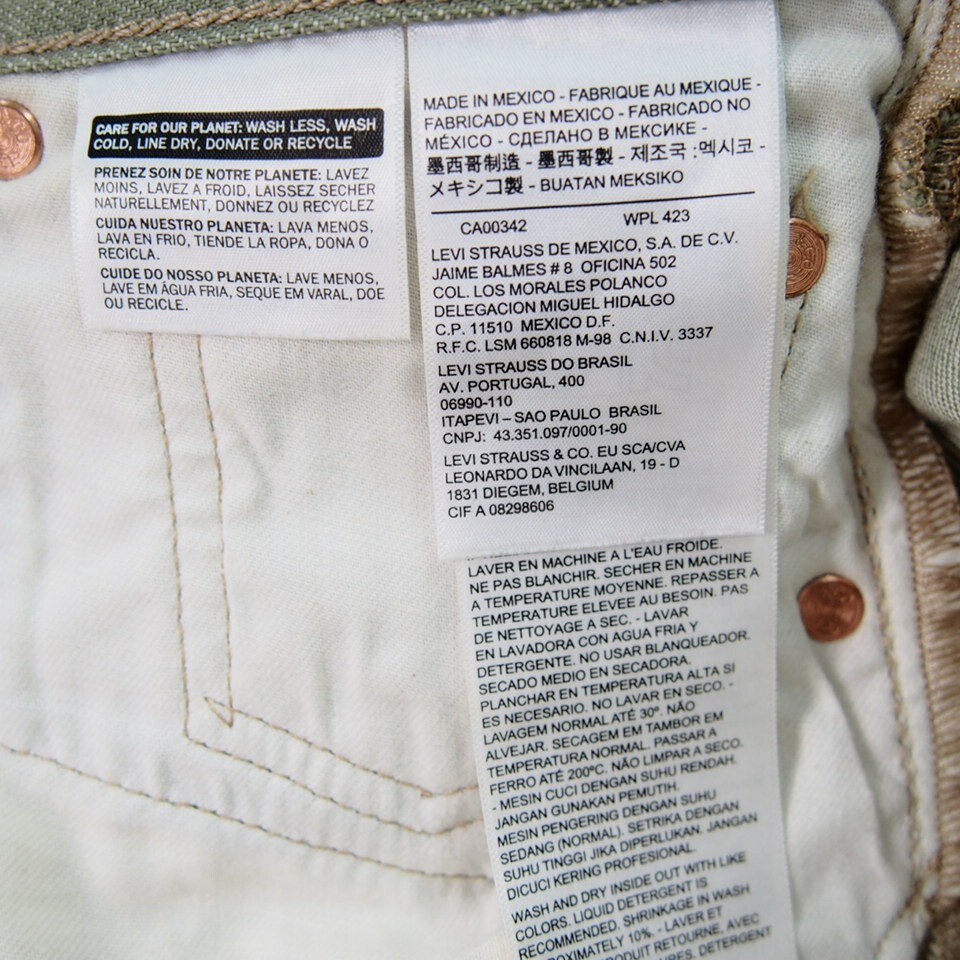 CARE FOR OUR PLANET: WASH LESS, WASH
COLD, LINE DRY, DONATE OR RECYCLE
PRENEZ SOIN DE NOTRE PLANETE: LAVEZ
MOINS, LAVEZ A FROID, LAISSEZ SECHER
NATURELLEMENT, DONNEZ OU RECYCLEZ
CUIDA NUESTRO PLANETA: LAVA MENOS,
LAVA EN FRIO, TIENDE LA ROPA, DONA O
RECICLA.
CUIDE DO NOSSO PLANETA: LAVE MENOS,
LAVE EM ÁGUA FRIA, SEQUE EM VARAL, DOE
OU RECICLE.
MADE IN MEXICO - FABRIQUE AU MEXIQUE -
FABRICADO EN MEXICO - FABRICADO NO
MÉXICO - СДЕЛАНО В МЕКСИКЕ -
墨西哥制造 - 墨西哥製 - 제조국 :멕시코 -
メキシコ製 - BUATAN MEKSIKO
CA00342 WPL 423
LEVI STRAUSS DE MEXICO, S.A. DE C.V.
JAIME BALMES # 8 OFICINA 502
COL. LOS MORALES POLANCO
DELEGACION MIGUEL HIDALGO
C.P. 11510 MEXICO D.F.
R.F.C. LSM 660818 M-98 C.N.I.V. 3337
LEVI STRAUSS DO BRASIL
AV. PORTUGAL, 400
06990-110
ITAPEVI – SAO PAULO BRASIL
CNPJ: 43.351.097/0001-90
LEVI STRAUSS & CO. EU SCA/CVA
LEONARDO DA VINCILAAN, 19 - D
1831 DIEGEM, BELGIUM
CIF A 08298606
LAVER EN MACHINE A L'EAU FROIDE.
NE PAS BLANCHIR. SECHER EN MACHINE
A TEMPERATURE MOYENNE. REPASSER A
TEMPERATURE ELEVEE AU BESOIN. PAS
DE NETTOYAGE A SEC. - LAVAR
EN LAVADORA CON AGUA FRIA Y
DETERGENTE. NO USAR BLANQUEADOR.
SECADO MEDIO EN SECADORA.
PLANCHAR EN TEMPERATURA ALTA SI
ES NECESARIO. NO LAVAR EN SECO. -
LAVAGEM NORMAL ATÉ 30º. NÃO
ALVEJAR. SECAGEM EM TAMBOR EM
TEMPERATURA NORMAL. PASSAR A
FERRO ATÉ 200ºC. NÃO LIMPAR A SECO.
- MESIN CUCI DENGAN SUHU RENDAH.
JANGAN GUNAKAN PEMUTIH.
MESIN PENGERING DENGAN SUHU
SEDANG (NORMAL). SETRIKA DENGAN
SUHU TINGGI JIKA DIPERLUKAN. JANGAN
DICUCI KERING PROFESIONAL.
WASH AND DRY INSIDE OUT WITH LIKE
COLORS. LIQUID DETERGENT IS
RECOMMENDED. SHRINKAGE IN WASH
10%. - LAVER ET
PRODUIT RETOURNE, AVEC
DETERGENT